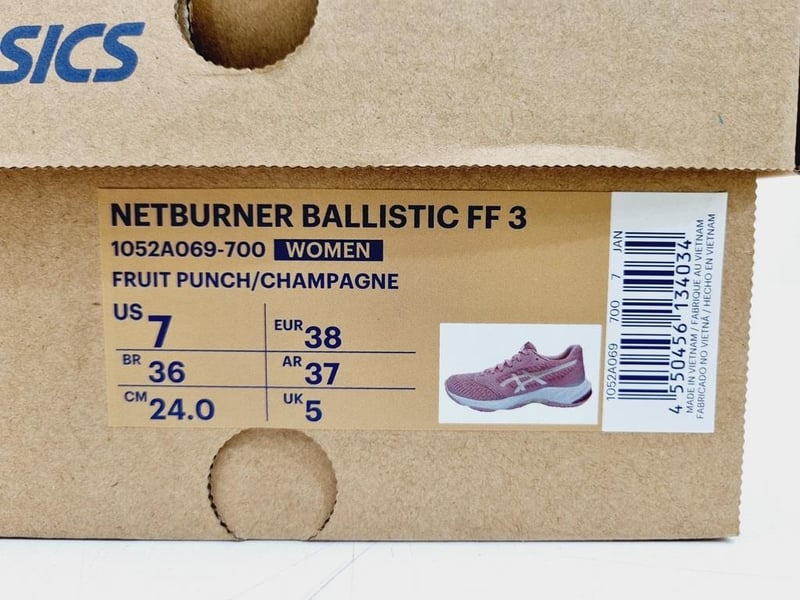 SICS
NETBURNER BALLISTIC FF 3
1052A069-700 WOMEN
FRUIT PUNCH/CHAMPAGNE
US 7
EUR 38
BR 36
AR 37
CM 24.0
UK 5
1052A069 700 7 JAN
4 550456 134034
MADE IN VIETNAM / FABRIQUE AU VIETNAM
FABRICADO NO VIETNÃ / HECHO EN VIETNAM